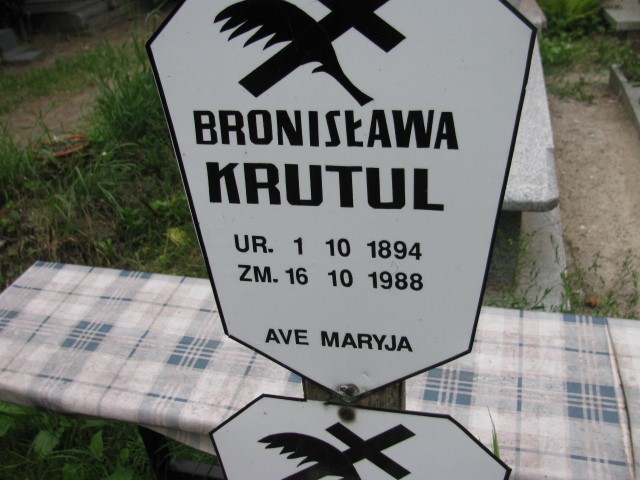 BRONISŁAWA
KRUTUL
UR. 1 10 1894
ZM. 16 10 1988
AVE MARYJA